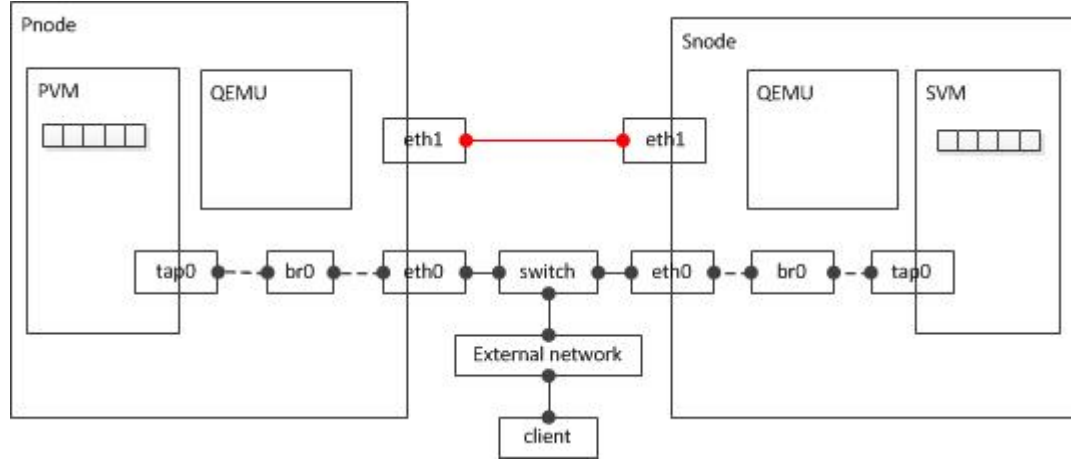 Pnode
Snode
PVM
QEMU
QEMU
SVM
eth1
eth1
tap0
br0
eth0
switch
eth0
br0
tap0
External network
client